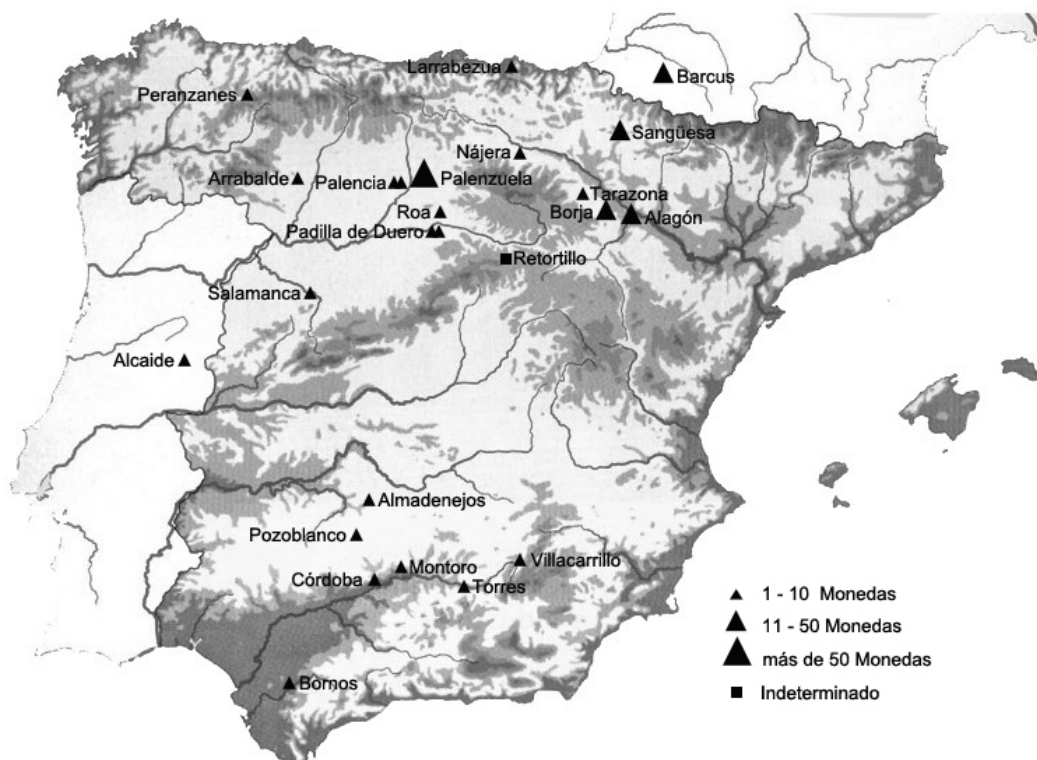 Larrabezua
Barcus
Peranzanes
Sangüesa
Nájera
Arrabalde
Palencia
Palenzuela
Tarazona
Roa
Borja
Alagón
Padilla de Duero
Retortillo
Salamanca
Alcaide
Almadenejos
Pozoblanco
Villacarrillo
Montoro
Córdoba
Torres
Bornos
1 - 10 Monedas
11 - 50 Monedas
más de 50 Monedas
Indeterminado